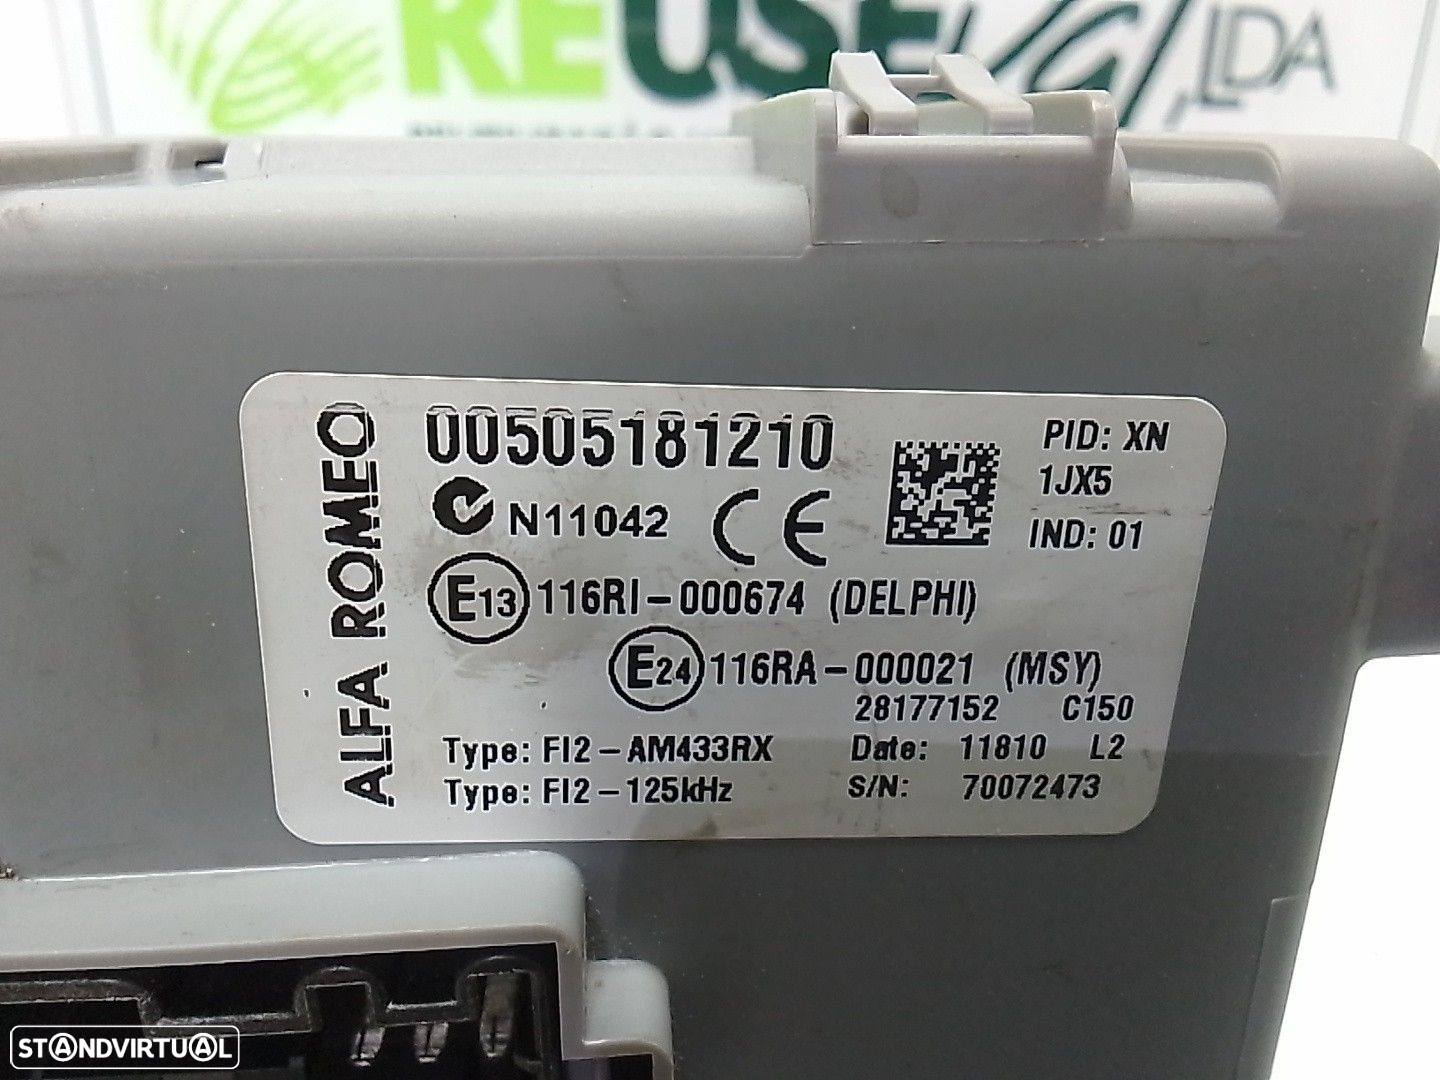 REUSE
,LDA
ALFA ROMEO
00505181210
N11042 CE
PID: XN
1JX5
IND: 01
E13 116RI-000674 (DELPHI)
E24 116RA-000021 (MSY)
28177152 C150
Type: FI2-AM433RX Date: 11810 L2
Type: FI2-125kHz S/N: 70072473
STANDVIRTUAL